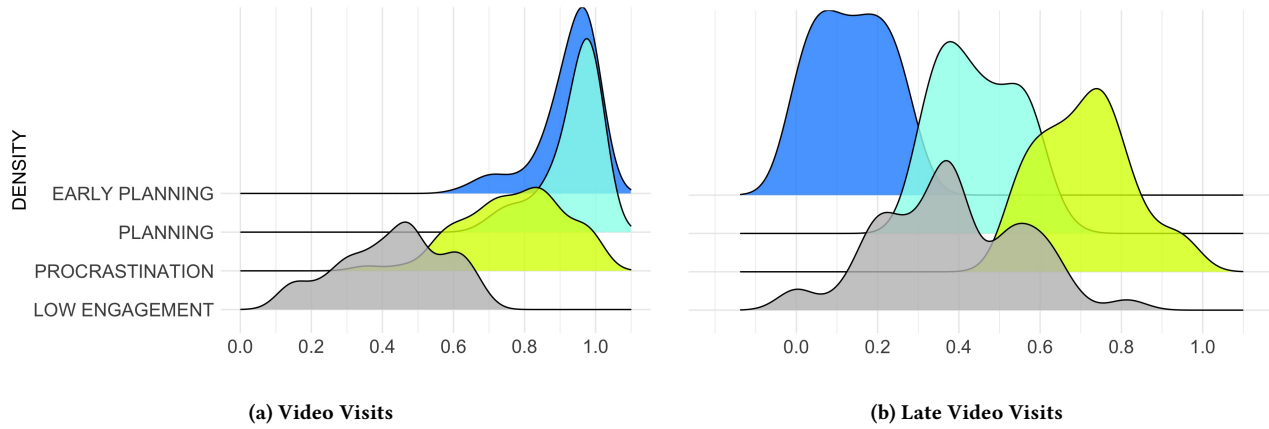 DENSITY
EARLY PLANNING
PLANNING
PROCRASTINATION
LOW ENGAGEMENT
0.0 0.2 0.4 0.6 0.8 1.0
0.0 0.2 0.4 0.6 0.8 1.0
(a) Video Visits
(b) Late Video Visits